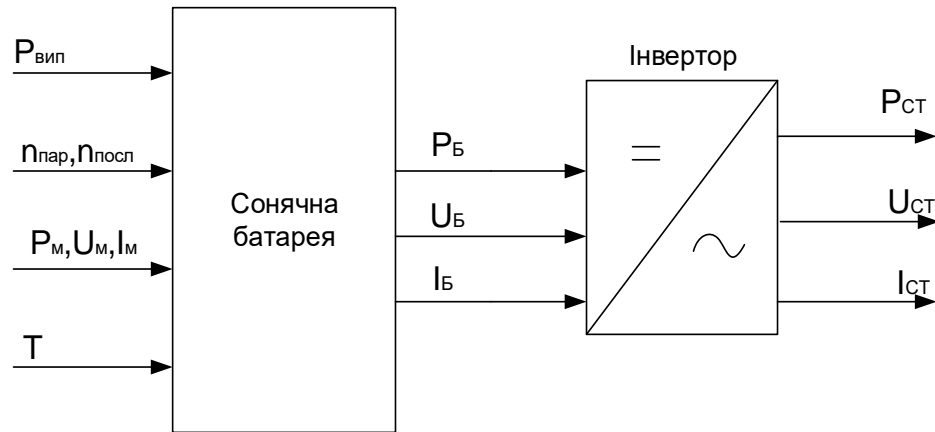 Pвип
nпар,nпосл
Pм,Uм,Iм
T
Сонячна
батарея
PБ
UБ
IБ
Інвертор
PСТ
UСТ
IСТ